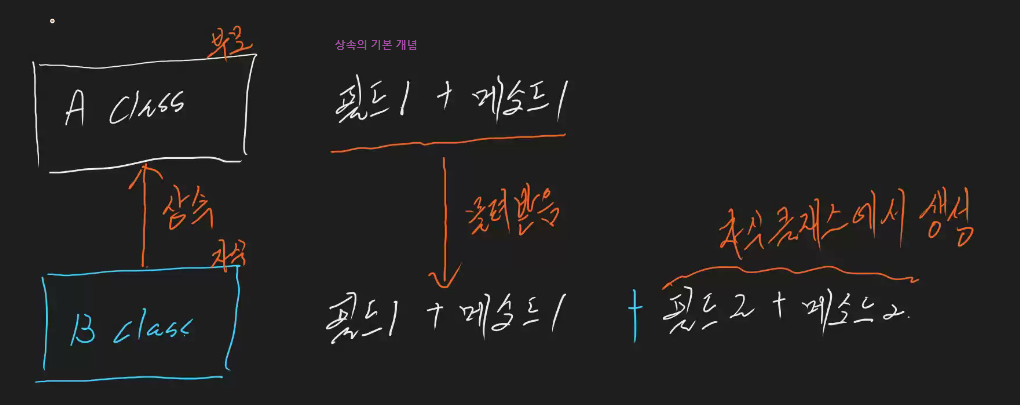 상속의 기본 개념
부모
A Class
필드1 + 메소드1
상속
물려받음
자식클래스에서 생성
자식
B class
필드1 + 메소드1 + 필드2 + 메소드2